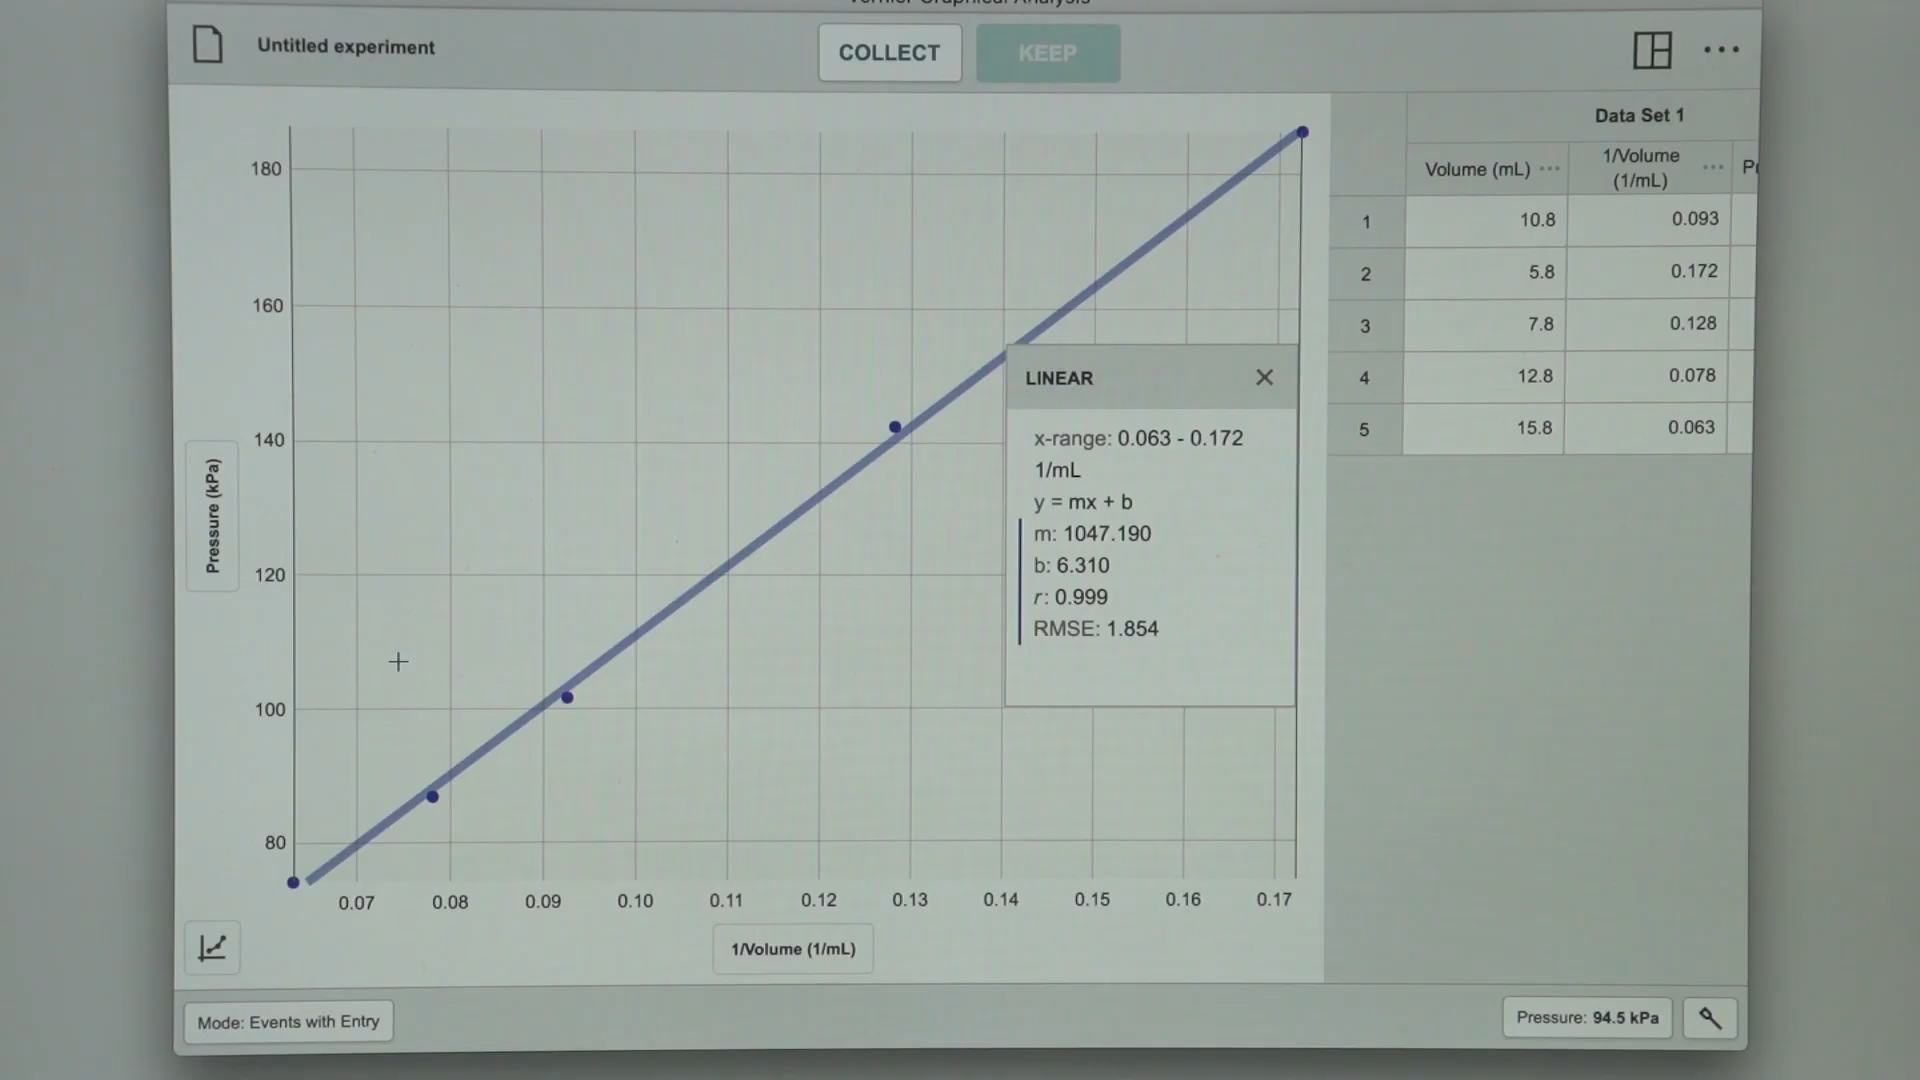 Vernier Graphical Analysis
Untitled experiment
COLLECT
KEEP
180
160
140
120
100
80
Pressure (kPa)
0.07 0.08 0.09 0.10 0.11 0.12 0.13 0.14 0.15 0.16 0.17
1/Volume (1/mL)
LINEAR
x-range: 0.063 - 0.172
1/mL
y = mx + b
m: 1047.190
b: 6.310
r: 0.999
RMSE: 1.854
Data Set 1
Volume (mL) ···
1/Volume
(1/mL) ···
1 10.8 0.093
2 5.8 0.172
3 7.8 0.128
4 12.8 0.078
5 15.8 0.063
Mode: Events with Entry
Pressure: 94.5 kPa